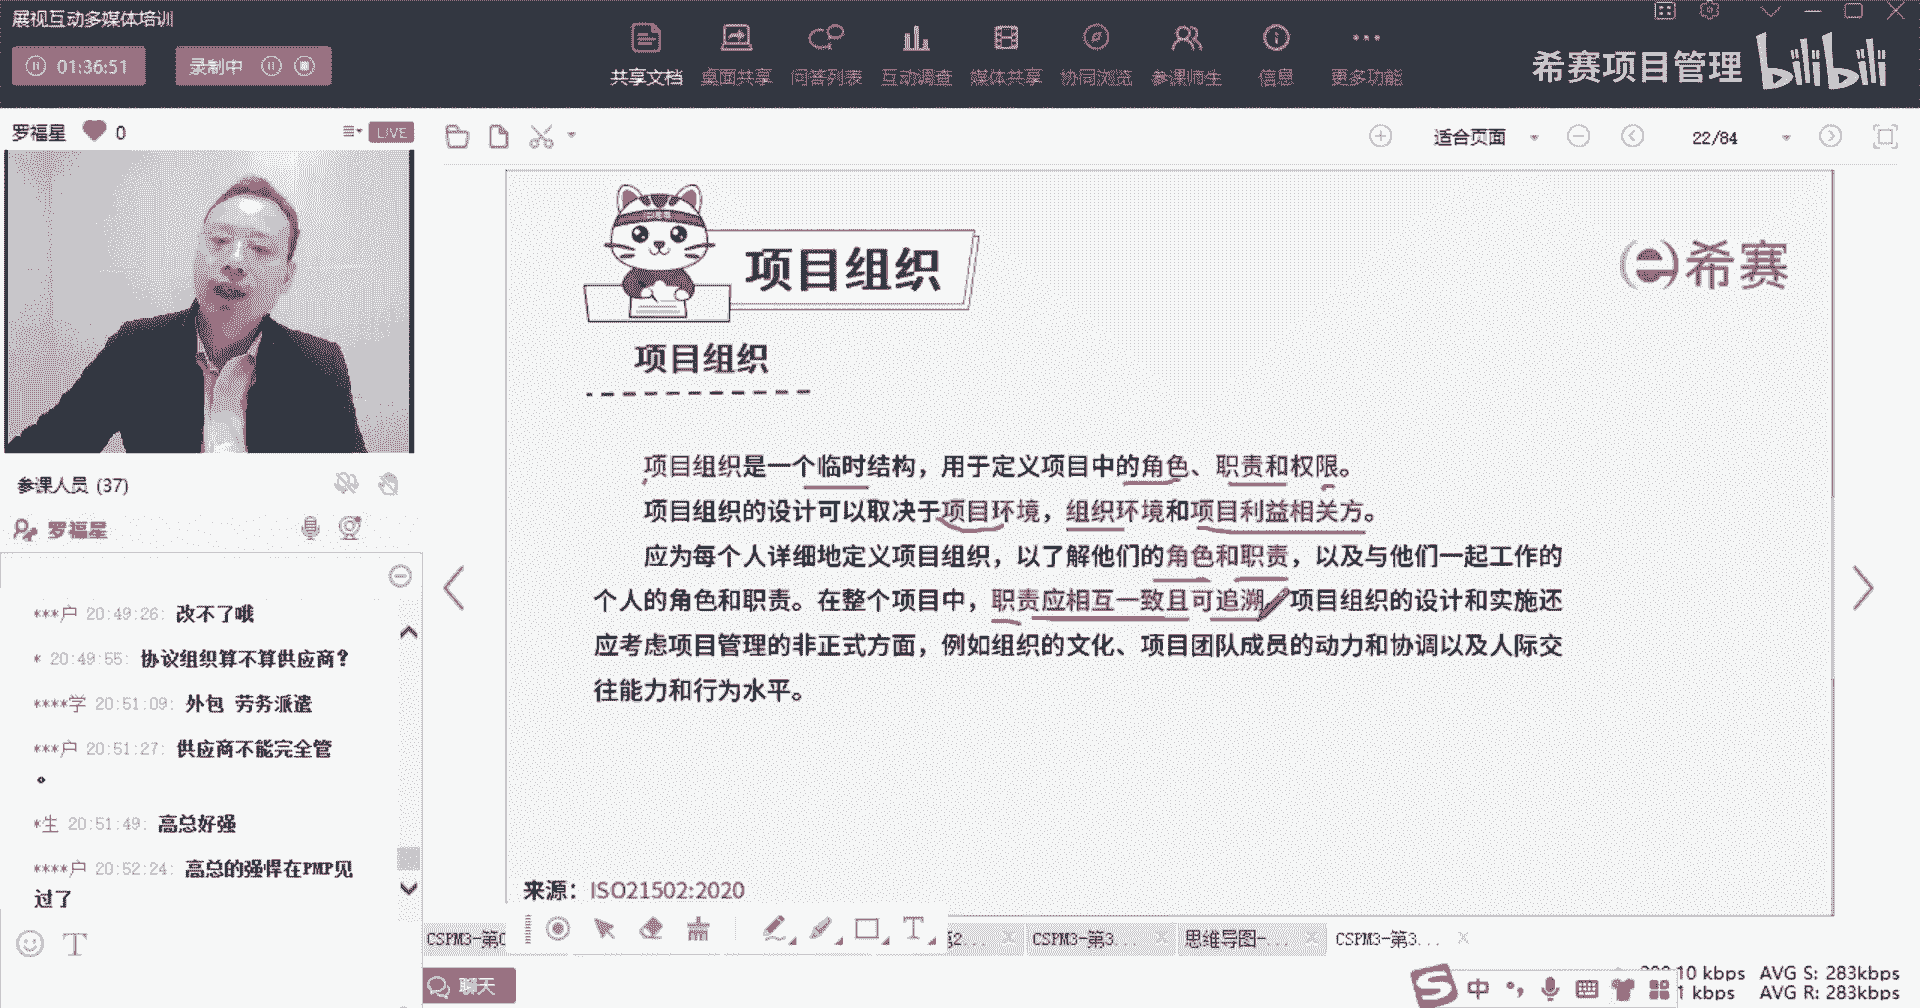 展视互动多媒体培训
01:36:51
录制中
共享文档 桌面共享 问答列表 互动调查 媒体共享 协同浏览 参课师生 信息 更多功能
希赛项目管理 bilibili
罗福星 0 LIVE
适合页面
22/84
参课人员 (37)
罗福星
***户 20:49:26: 改不了哦
* 20:49:55: 协议组织算不算供应商?
****学 20:51:09: 外包 劳务派遣
***户 20:51:27: 供应商不能完全管
。
*生 20:51:49: 高总好强
****户 20:52:24: 高总的强悍在PMP见
过了
项目组织
希赛
项目组织
项目组织是一个临时结构，用于定义项目中的角色、职责和权限。
项目组织的设计可以取决于项目环境，组织环境和项目利益相关方。
应为每个人详细地定义项目组织，以了解他们的角色和职责，以及与他们一起工作的
个人的角色和职责。在整个项目中，职责应相互一致且可追溯 项目组织的设计和实施还
应考虑项目管理的非正式方面，例如组织的文化、项目团队成员的动力和协调以及人际交
往能力和行为水平。
来源：ISO21502:2020
CSPM3-第 2... CSPM3-第3... 思维导图-... CSPM3-第3...
聊天
中
10 kbps AVG S: 283kbps
1 kbps AVG R: 283kbps